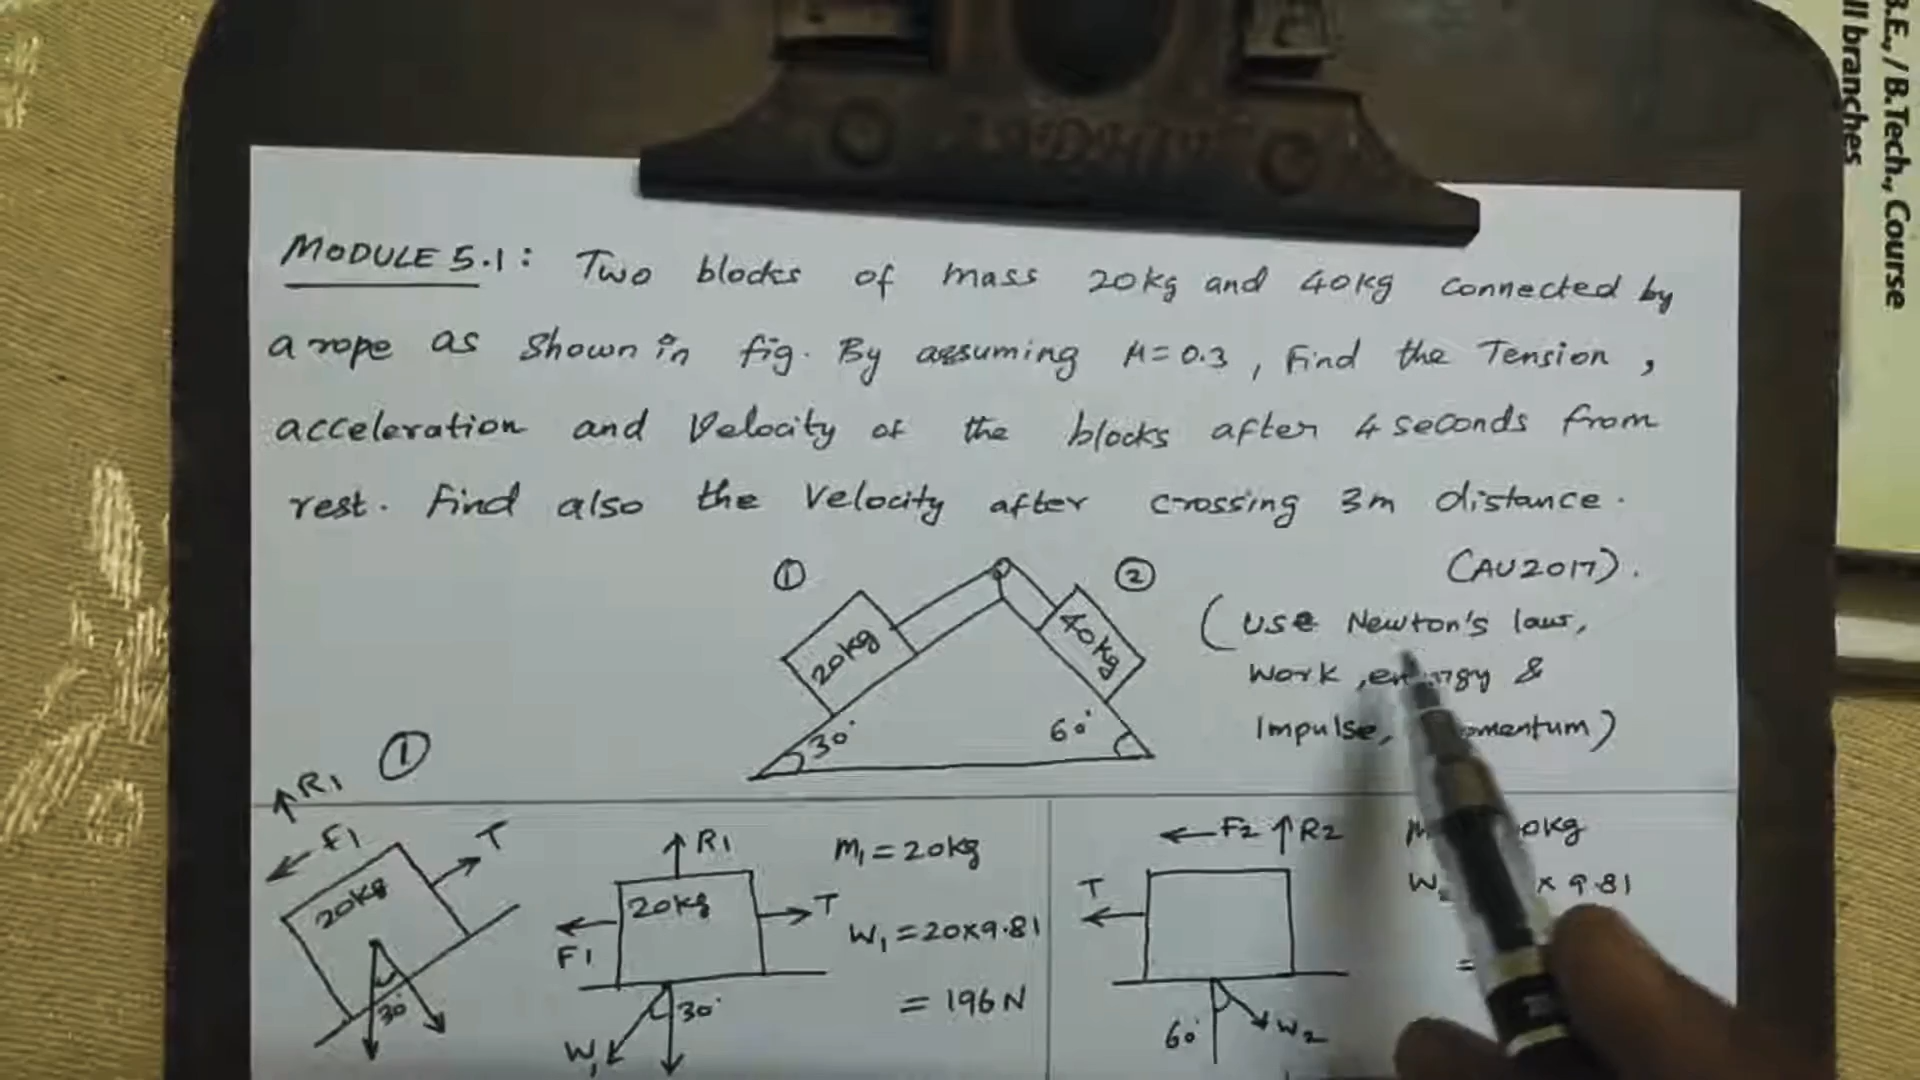 B.E., / B.Tech., Course
ll branches
MODULE 5.1: Two blocks of mass 20kg and 40kg connected by
a rope as shown in fig. By assuming μ=0.3, Find the Tension,
acceleration and Velocity of the blocks after 4 seconds from
rest. Find also the Velocity after crossing 3m distance.
(AU2017).
(use Newton's law,
Work, energy &
Impulse, momentum)
① ②
20kg 40kg
30° 60°
①
R1
F1 T
20kg
30°
R1
20kg T
F1
W1 30°
M1 = 20kg
W1 = 20×9.81
= 196N
F2 R2
T
60° W2
0kg
W × 9.81
=